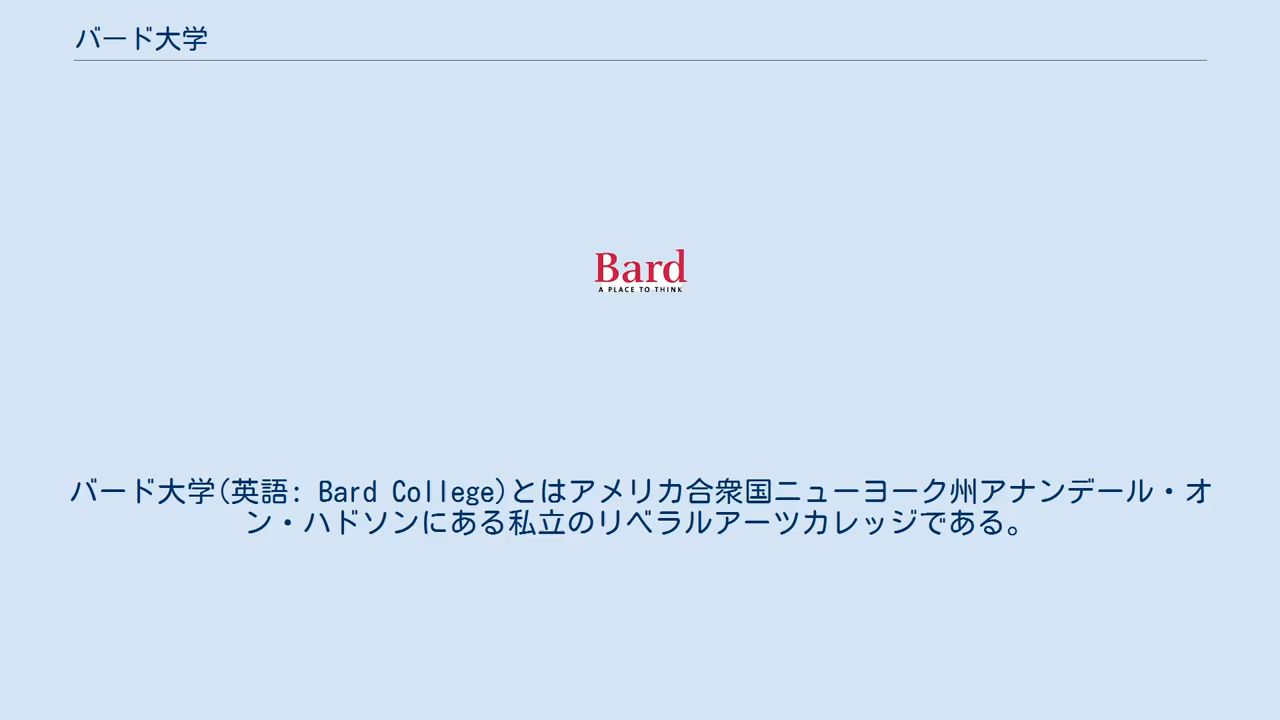 バード大学
Bard
A PLACE TO THINK
バード大学(英語: Bard College)とはアメリカ合衆国ニューヨーク州アナンデール・オ
ン・ハドソンにある私立のリベラルアーツカレッジである。